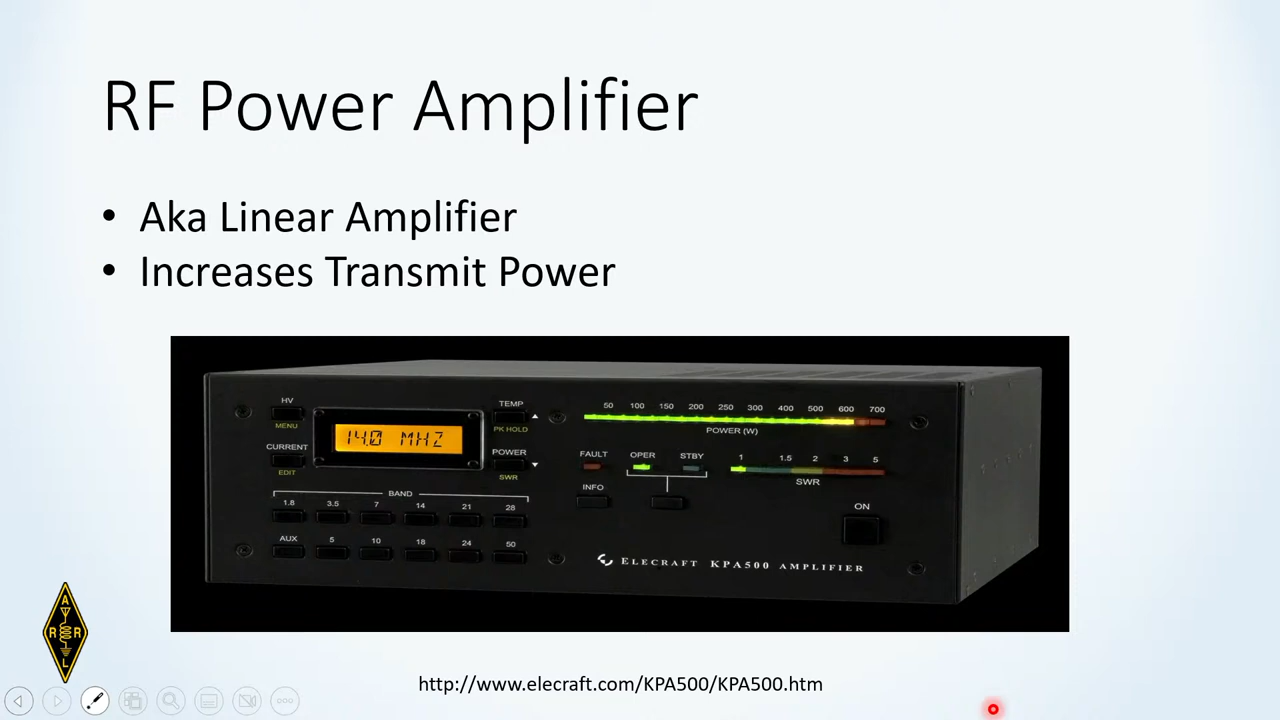 RF Power Amplifier
• Aka Linear Amplifier
• Increases Transmit Power
HV
MENU
TEMP
PK HOLD
14.0 MHZ
CURRENT
EDIT
POWER
SWR
BAND
1.8 3.5 7 14 21 28
AUX 5 10 18 24 50
50 100 150 200 250 300 400 500 600 700
POWER (W)
FAULT OPER STBY
1 1.5 2 3 5
SWR
INFO
ON
ELECRAFT KPA500 AMPLIFIER
A
R R
L
http://www.elecraft.com/KPA500/KPA500.htm